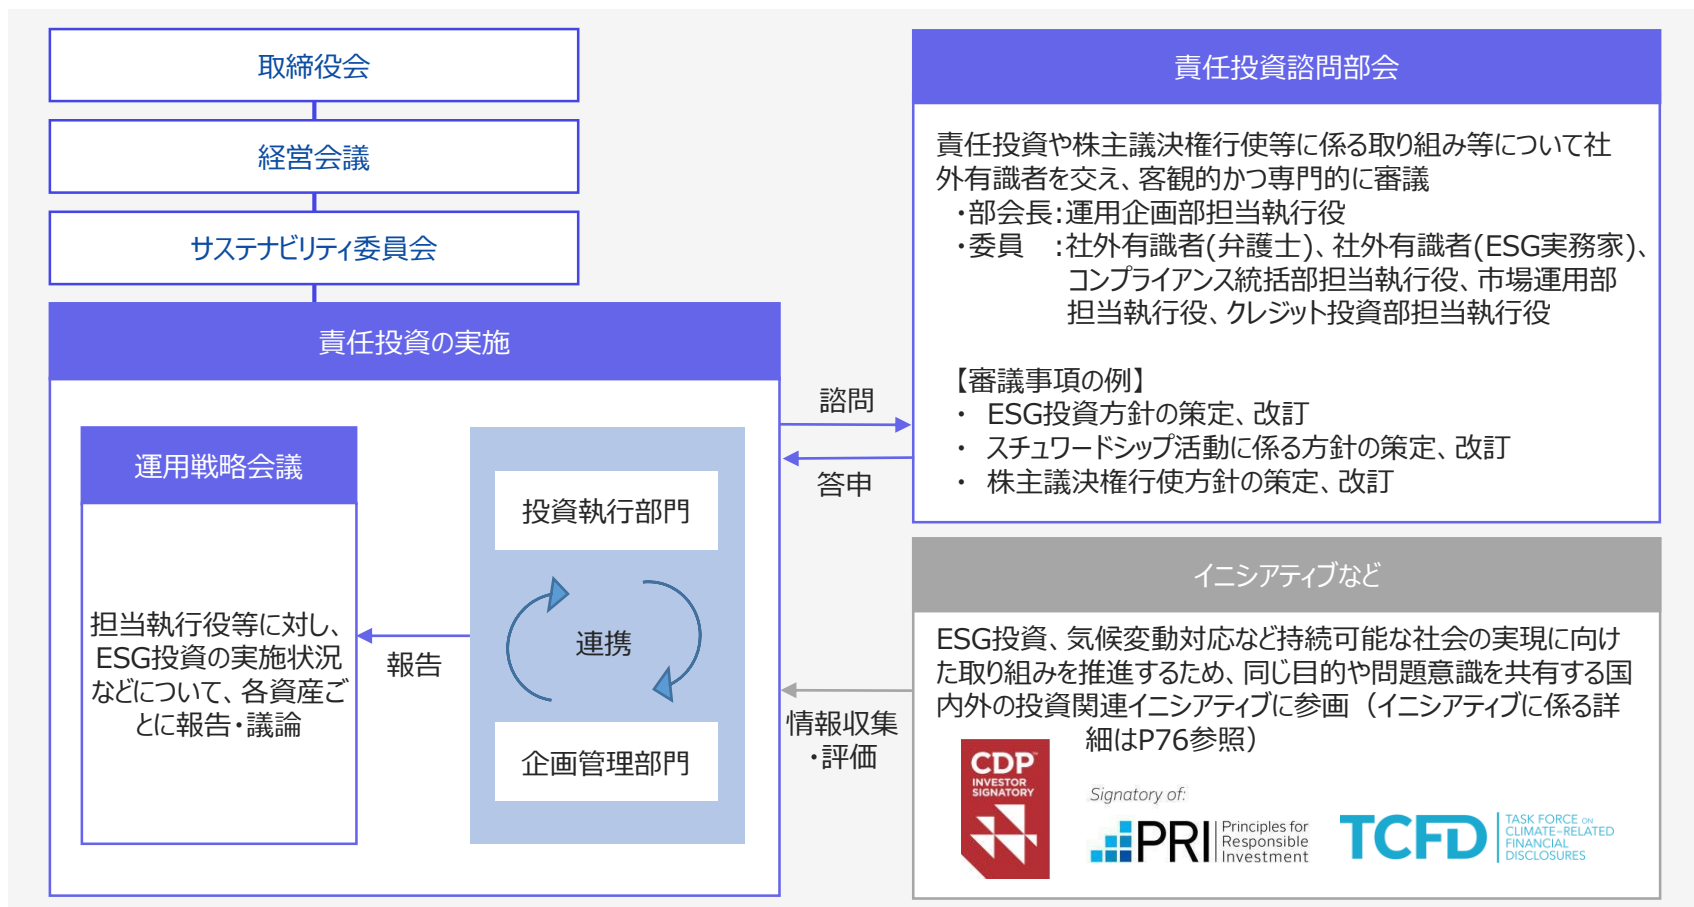 取締役会
経営会議
サステナビリティ委員会
責任投資の実施
運用戦略会議
担当執行役等に対し、
ESG投資の実施状況
などについて、各資産ご
とに報告・議論
報告
投資執行部門
連携
企画管理部門
諮問
答申
情報収集
・評価
責任投資諮問部会
責任投資や株主議決権行使等に係る取り組み等について社
外有識者を交え、客観的かつ専門的に審議
・部会長:運用企画部担当執行役
・委員　:社外有識者(弁護士)、社外有識者(ESG実務家)、
コンプライアンス統括部担当執行役、市場運用部
担当執行役、クレジット投資部担当執行役
【審議事項の例】
・ ESG投資方針の策定、改訂
・ スチュワードシップ活動に係る方針の策定、改訂
・ 株主議決権行使方針の策定、改訂
イニシアティブなど
ESG投資、気候変動対応など持続可能な社会の実現に向け
た取り組みを推進するため、同じ目的や問題意識を共有する国
内外の投資関連イニシアティブに参画（イニシアティブに係る詳
細はP76参照）
CDP
INVESTOR
SIGNATORY
Signatory of:
PRI
Principles for
Responsible
Investment
TCFD
TASK FORCE ON
CLIMATE-RELATED
FINANCIAL
DISCLOSURES